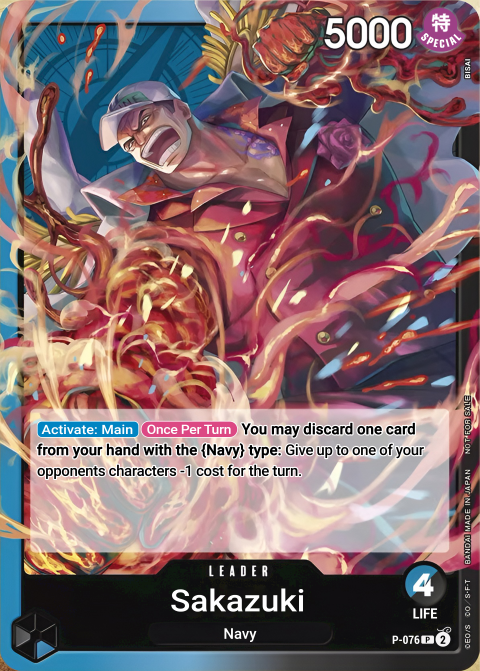 5000
特
SPECIAL
BISAI
Activate: Main Once Per Turn You may discard one card
from your hand with the {Navy} type: Give up to one of your
opponents characters -1 cost for the turn.
NOT FOR SALE
BANDAI MADE IN JAPAN
©E.O/S ©O/S・F・T
LEADER
Sakazuki
Navy
4
LIFE
P-076 P 2